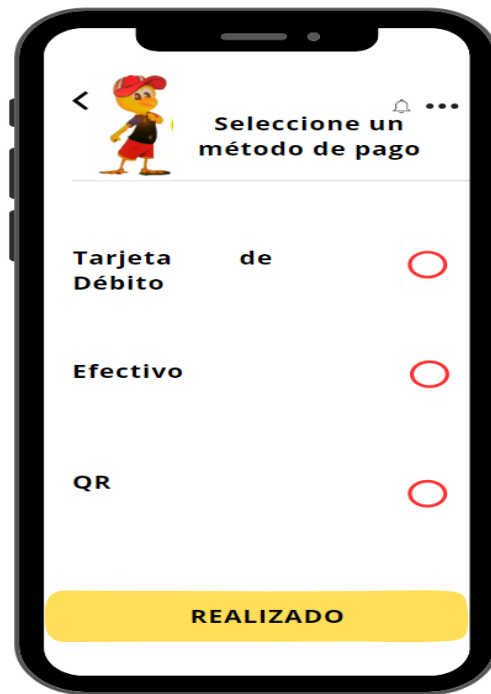 Seleccione un
método de pago
Tarjeta de
Débito
Efectivo
QR
REALIZADO